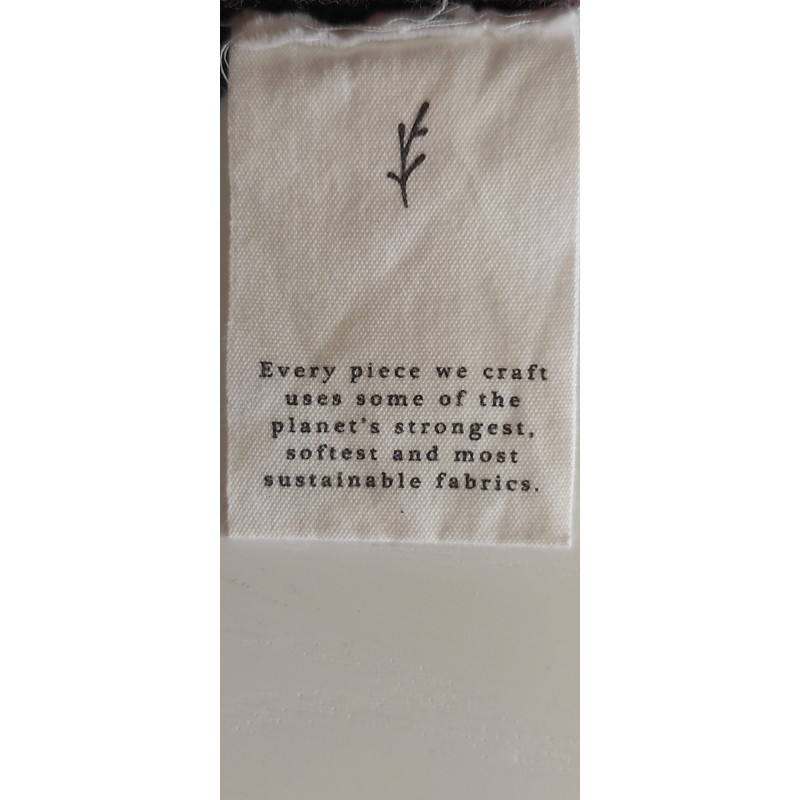 Every piece we craft
uses some of the
planet's strongest,
softest and most
sustainable fabrics.